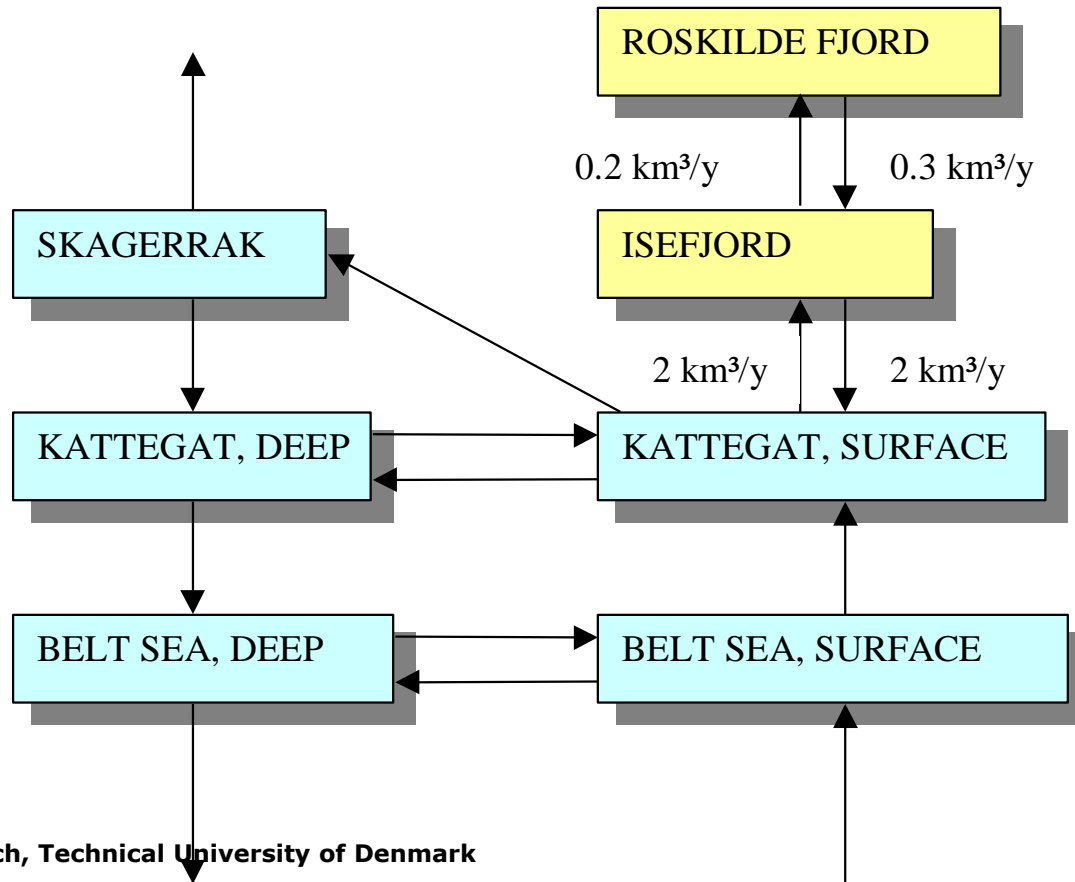 ROSKILDE FJORD
0.2 km³/y 0.3 km³/y
SKAGERRAK ISEFJORD
2 km³/y 2 km³/y
KATTEGAT, DEEP KATTEGAT, SURFACE
BELT SEA, DEEP BELT SEA, SURFACE
ch, Technical University of Denmark